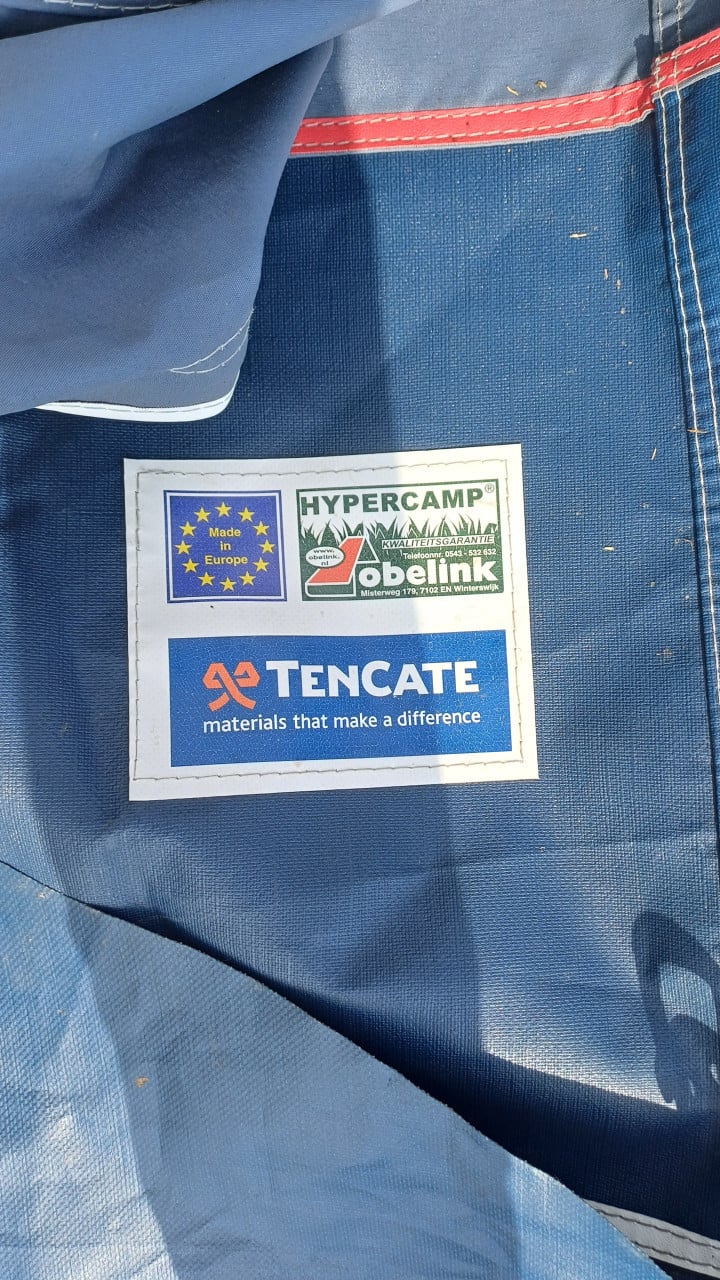 Made
in
Europe
HYPERCAMP®
KWALITEITSGARANTIE
www.
obelink.
nl
Telefoonnr. 0543 - 532 632
obelink
Misterweg 179, 7102 EN Winterswijk
TENCATE
materials that make a difference